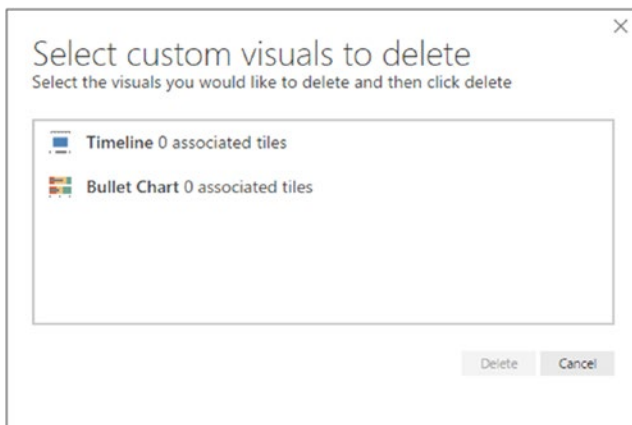 Select custom visuals to delete
Select the visuals you would like to delete and then click delete
Timeline 0 associated tiles
Bullet Chart 0 associated tiles
Delete Cancel